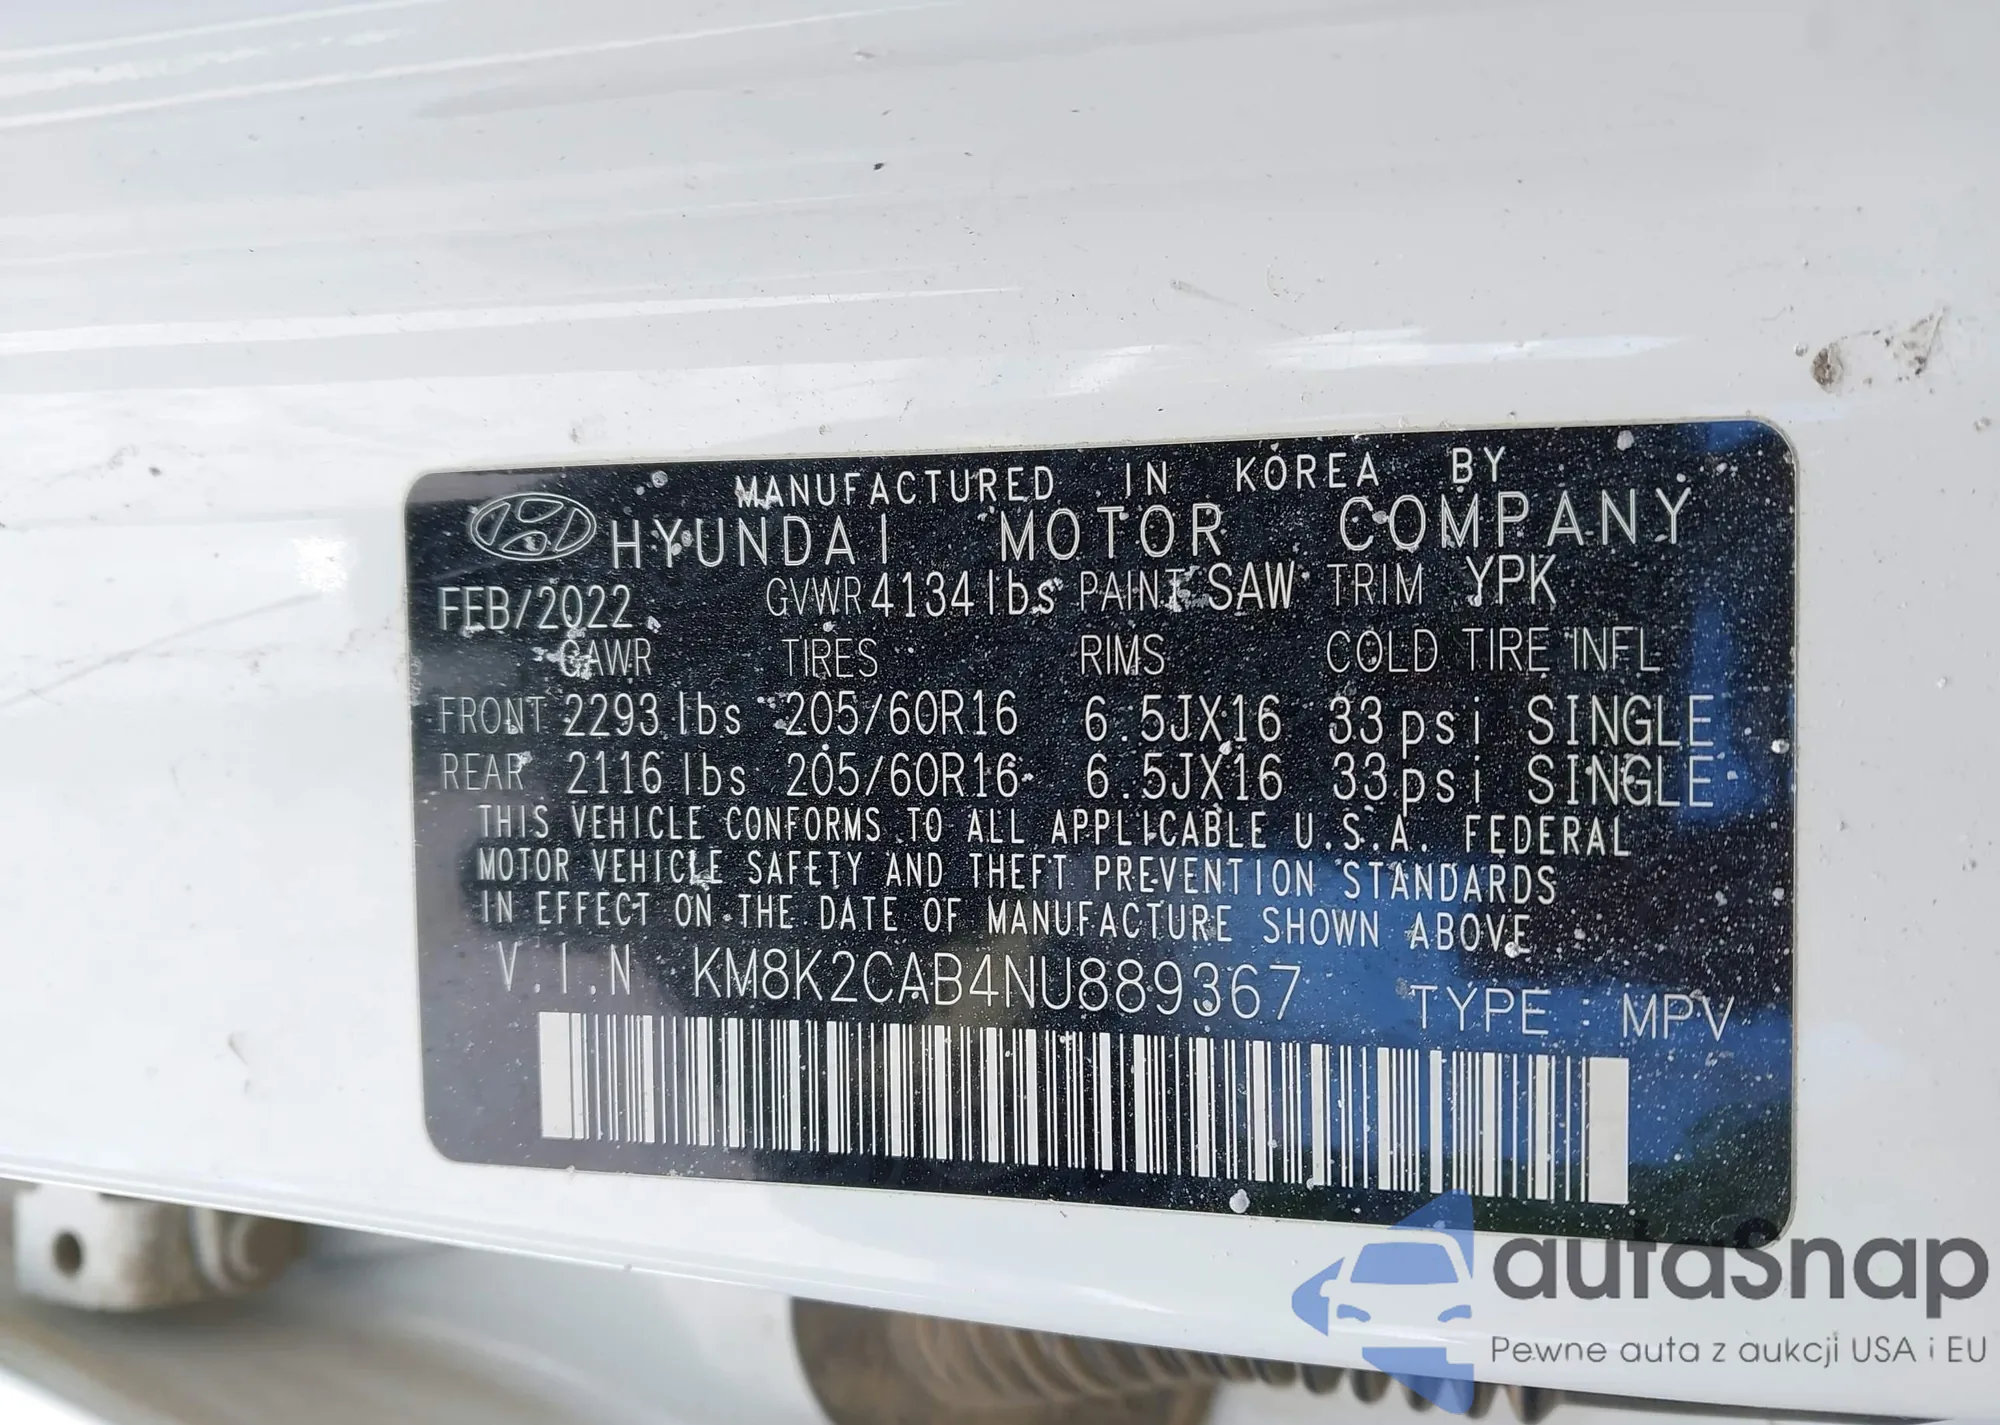 MANUFACTURED IN KOREA BY
HYUNDAI MOTOR COMPANY
FEB/2022 GVWR 4134lbs PAINT SAW TRIM YPK
GAWR TIRES RIMS COLD TIRE INFL
FRONT 2293 lbs 205/60R16 6.5JX16 33psi SINGLE
REAR 2116 lbs 205/60R16 6.5JX16 33psi SINGLE
THIS VEHICLE CONFORMS TO ALL APPLICABLE U.S.A. FEDERAL
MOTOR VEHICLE SAFETY AND THEFT PREVENTION STANDARDS
IN EFFECT ON THE DATE OF MANUFACTURE SHOWN ABOVE
V.I.N KM8K2CAB4NU889367 TYPE MPV
autaSnap
Pewne auta z aukcji USA i EU